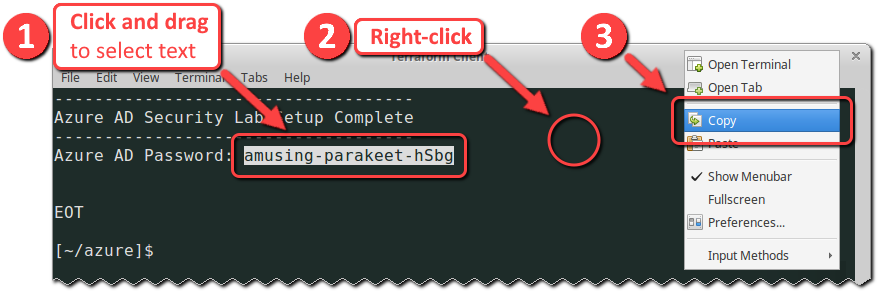 1 Click and drag
to select text
2 Right-click
3
Terraform Client
File Edit View Terminal Tabs Help
------------------------------------
Azure AD Security Lab Setup Complete
------------------------------------
Azure AD Password: amusing-parakeet-hSbg
EOT
[~/azure]$
Open Terminal
Open Tab
Copy
Paste
Show Menubar
Fullscreen
Preferences...
Input Methods